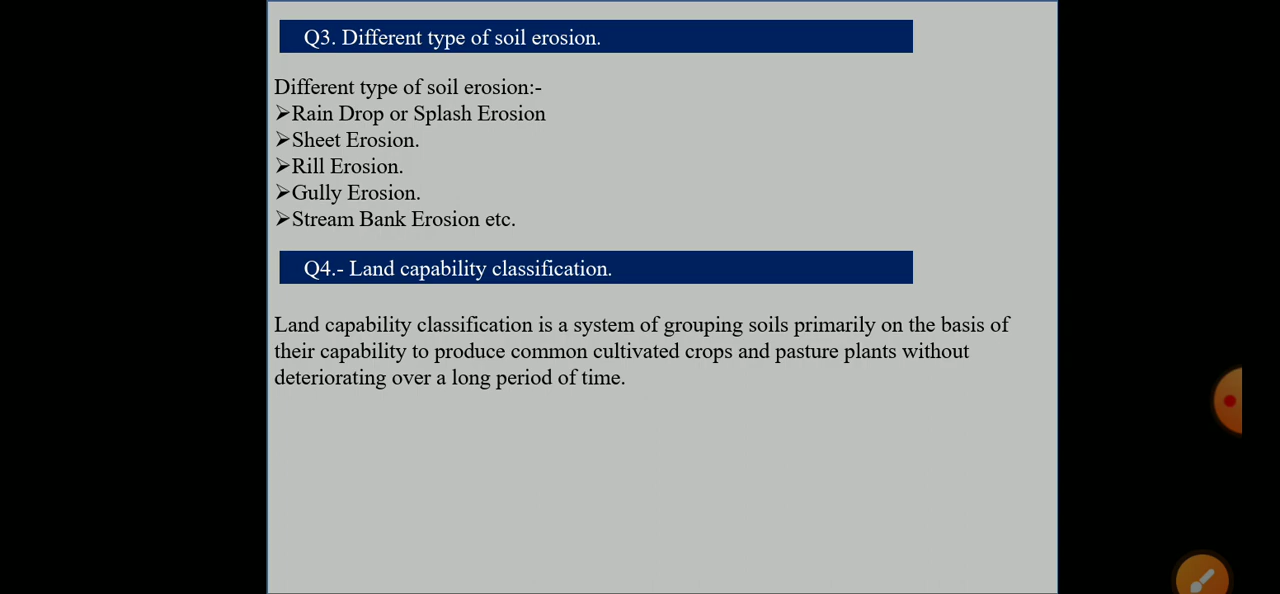 Q3. Different type of soil erosion.
Different type of soil erosion:-
➢Rain Drop or Splash Erosion
➢Sheet Erosion.
➢Rill Erosion.
➢Gully Erosion.
➢Stream Bank Erosion etc.
Q4.- Land capability classification.
Land capability classification is a system of grouping soils primarily on the basis of
their capability to produce common cultivated crops and pasture plants without
deteriorating over a long period of time.